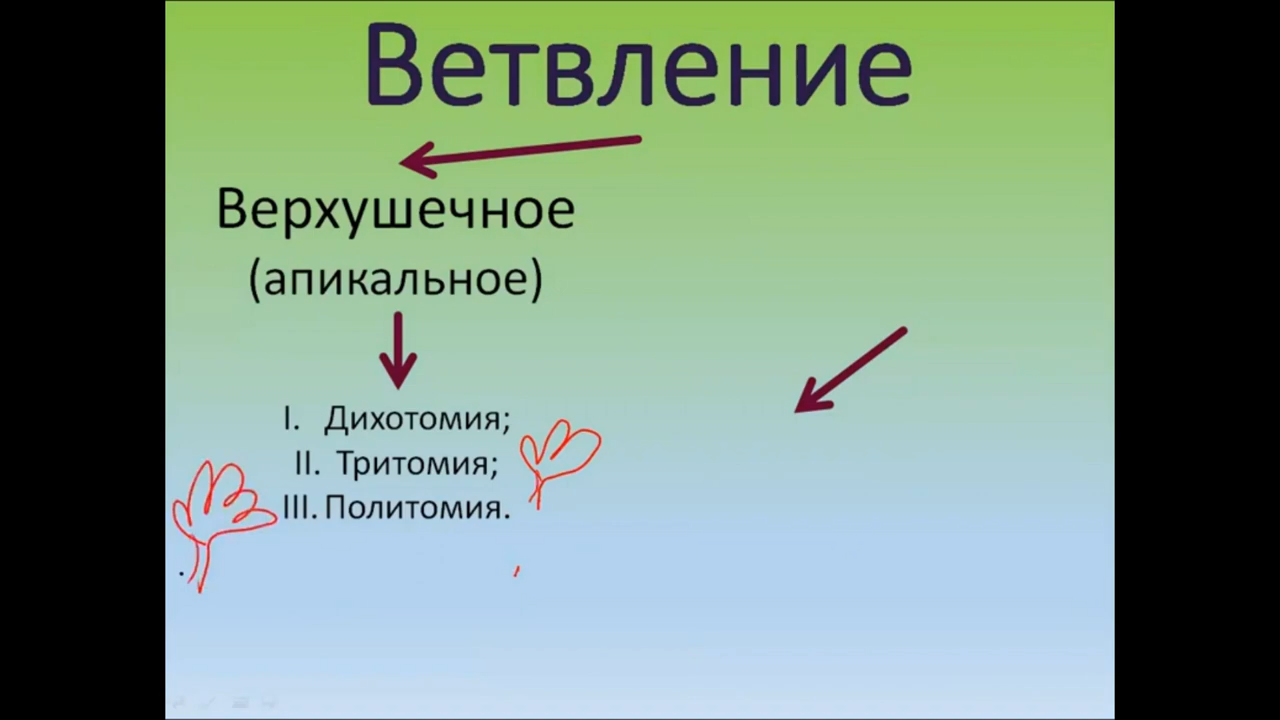 Ветвление
Верхушечное
(апикальное)
I. Дихотомия;
II. Тритомия;
III. Политомия.
.